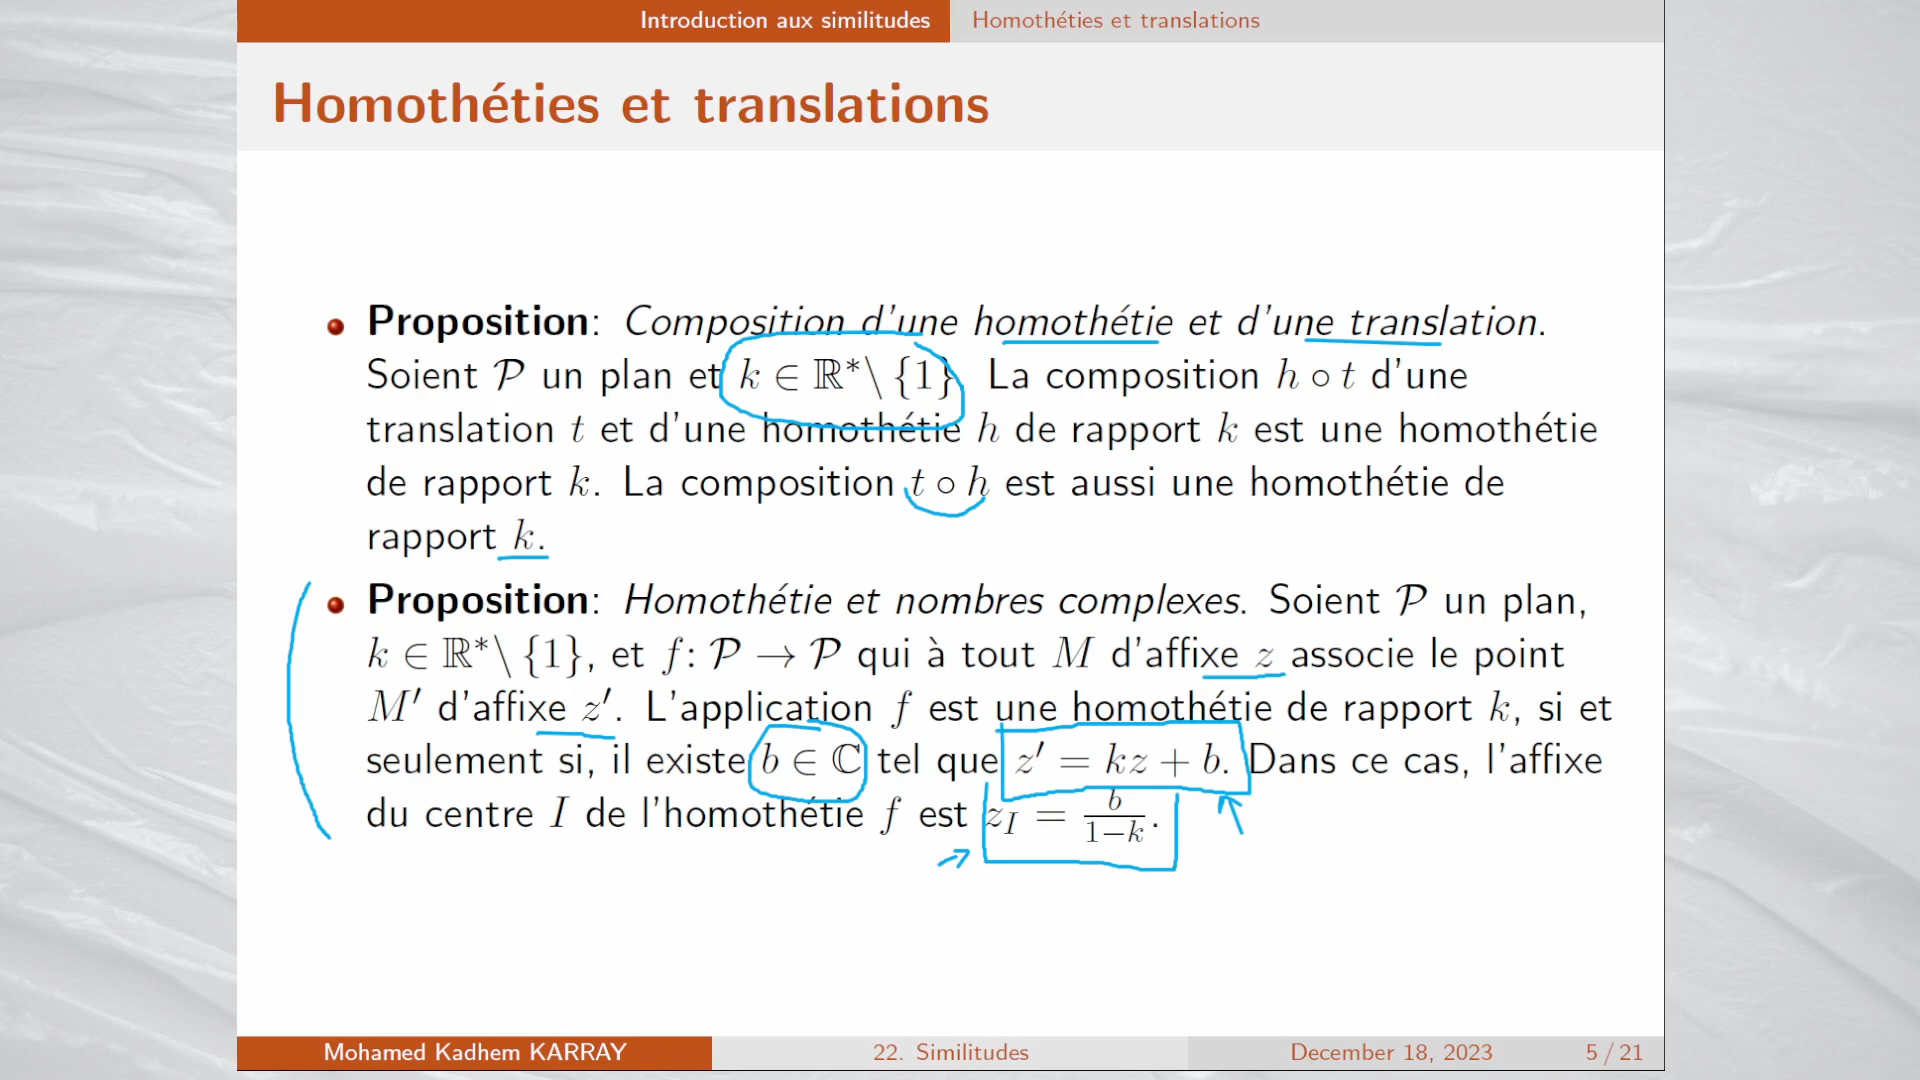 Introduction aux similitudes Homothéties et translations
Homothéties et translations
Proposition: Composition d'une homothétie et d'une translation.
Soient 𝒫 un plan et k ∈ ℝ*\ {1}. La composition h ∘ t d'une
translation t et d'une homothétie h de rapport k est une homothétie
de rapport k. La composition t ∘ h est aussi une homothétie de
rapport k.
Proposition: Homothétie et nombres complexes. Soient 𝒫 un plan,
k ∈ ℝ*\ {1}, et f: 𝒫 → 𝒫 qui à tout M d'affixe z associe le point
M′ d'affixe z′. L'application f est une homothétie de rapport k, si et
seulement si, il existe b ∈ ℂ tel que z′ = kz + b. Dans ce cas, l'affixe
du centre I de l'homothétie f est z_I = b/(1−k).
Mohamed Kadhem KARRAY 22. Similitudes December 18, 2023 5 / 21